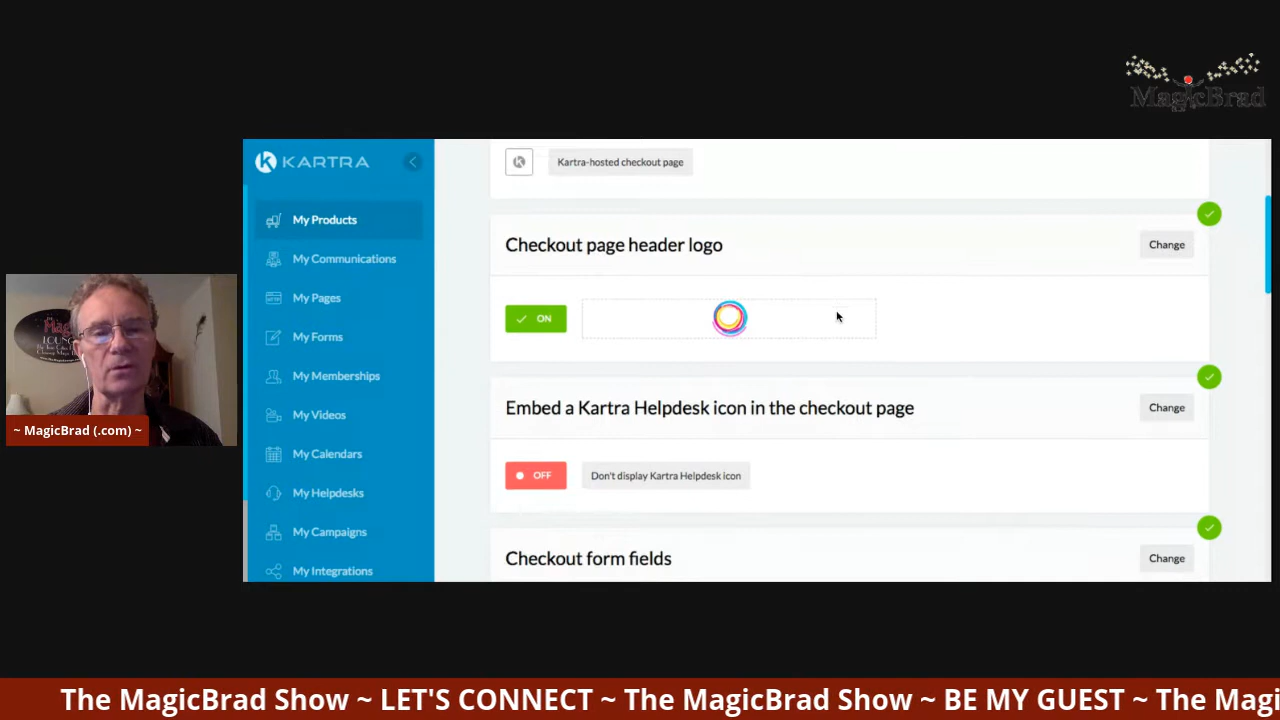 MagicBrad
KARTRA
My Products
My Communications
My Pages
My Forms
My Memberships
My Videos
My Calendars
My Helpdesks
My Campaigns
My Integrations
Kartra-hosted checkout page
Checkout page header logo
Change
ON
Embed a Kartra Helpdesk icon in the checkout page
Change
OFF
Don't display Kartra Helpdesk icon
Checkout form fields
Change
~ MagicBrad (.com) ~
The MagicBrad Show ~ LET'S CONNECT ~ The MagicBrad Show ~ BE MY GUEST ~ The Magi